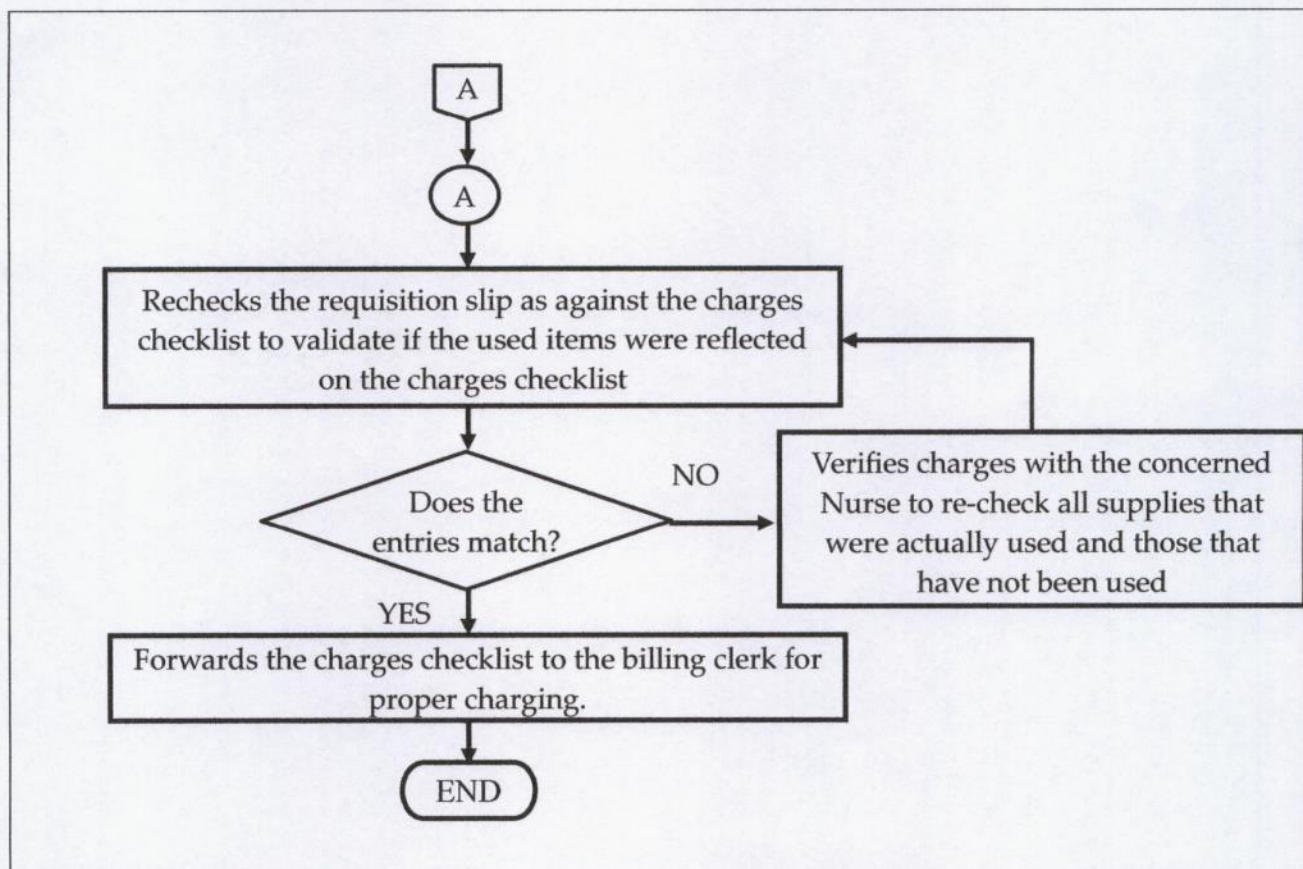 A
A
Rechecks the requisition slip as against the charges
checklist to validate if the used items were reflected
on the charges checklist
Does the
entries match?
NO
Verifies charges with the concerned
Nurse to re-check all supplies that
were actually used and those that
have not been used
YES
Forwards the charges checklist to the billing clerk for
proper charging.
END